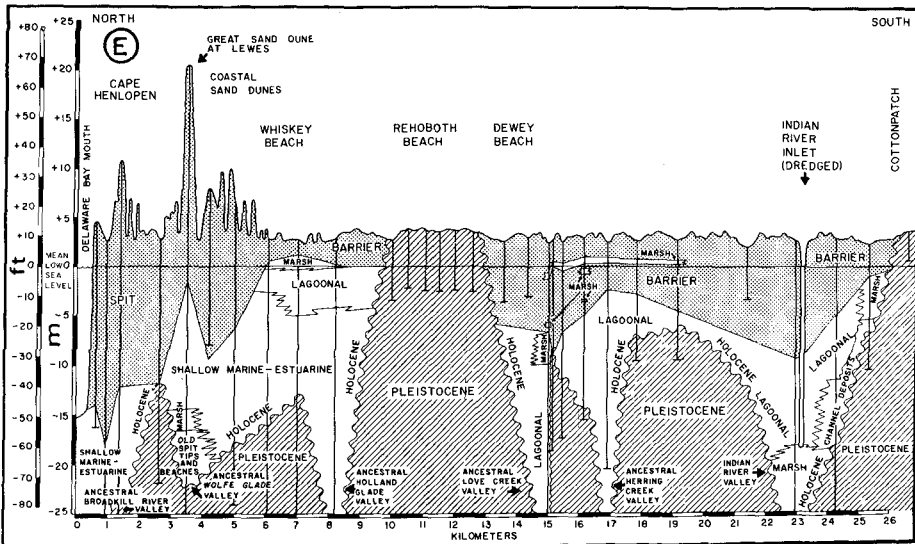 NORTH
SOUTH
E
GREAT SAND DUNE
AT LEWES
COASTAL
SAND DUNES
CAPE
HENLOPEN
WHISKEY
BEACH
REHOBOTH
BEACH
DEWEY
BEACH
INDIAN
RIVER
INLET
(DREDGED)
COTTONPATCH
DELAWARE BAY MOUTH
+80
+70
+60
+50
+40
+30
+20
+10
0
-10
-20
-30
-40
-50
-60
-70
-80
ft
+25
+20
+15
+10
+5
MEAN LOW 0
SEA
LEVEL
-5
-10
-15
-20
-25
m
SPIT
BARRIER
MARSH
LAGOONAL
SHALLOW MARINE-ESTUARINE
HOLOCENE
MARSH
OLD
SPIT
TIPS
AND
BEACHES
HOLOCENE
PLEISTOCENE
SHALLOW
MARINE-
ESTUARINE
ANCESTRAL
BROADKILL RIVER
VALLEY
ANCESTRAL
WOLFE GLADE
VALLEY
HOLOCENE
PLEISTOCENE
ANCESTRAL
HOLLAND
GLADE
VALLEY
HOLOCENE
ANCESTRAL
LOVE CREEK
VALLEY
MARSH
LAGOONAL
MARSH
MARSH
BARRIER
LAGOONAL
HOLOCENE
PLEISTOCENE
ANCESTRAL
HERRING
CREEK
VALLEY
HOLOCENE
LAGOONAL
INDIAN
RIVER
VALLEY
MARSH
BARRIER
LAGOONAL
MARSH
CHANNEL DEPOSITS
HOLOCENE
PLEISTOCENE
0 1 2 3 4 5 6 7 8 9 10 11 12 13 14 15 16 17 18 19 20 21 22 23 24 25 26
KILOMETERS